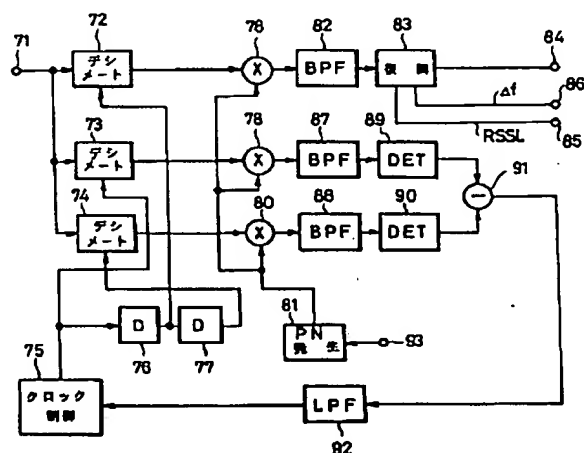 71
72
デシ
メート
78
X
82
BPF
83
復調
84
86
Δf
85
RSSL
73
デシ
メート
78
X
87
BPF
89
DET
91
−
74
デシ
メート
80
X
88
BPF
90
DET
D
76
D
77
81
PN
発生
93
75
クロック
制御
LPF
92